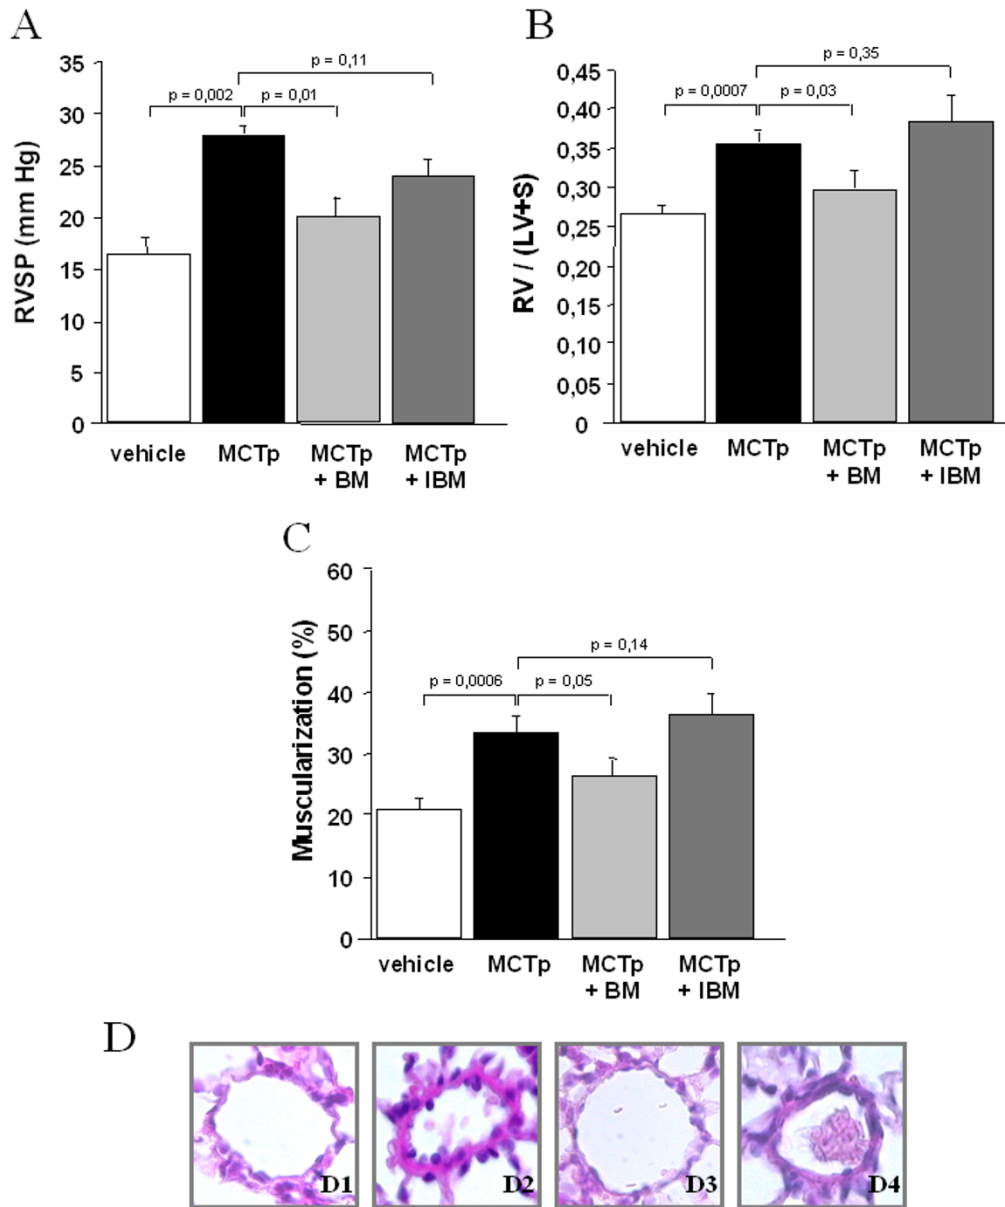 A
RVSP (mm Hg)
35
30
25
20
15
10
5
0
p = 0,11
p = 0,002
p = 0,01
vehicle
MCTp
MCTp
+ BM
MCTp
+ IBM
B
RV / (LV+S)
0,45
0,40
0,35
0,30
0,25
0,20
0,15
0,10
0,05
0
p = 0,35
p = 0,0007
p = 0,03
vehicle
MCTp
MCTp
+ BM
MCTp
+ IBM
C
Muscularization (%)
60
50
40
30
20
10
0
p = 0,14
p = 0,0006
p = 0,05
vehicle
MCTp
MCTp
+ BM
MCTp
+ IBM
D
D1
D2
D3
D4